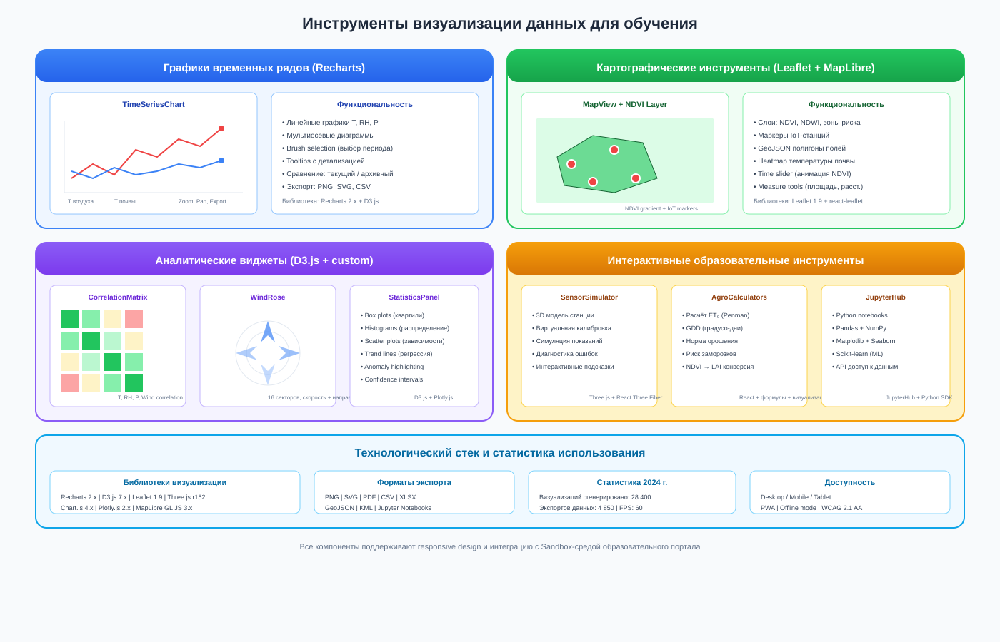 Инструменты визуализации данных для обучения
Графики временных рядов (Recharts)
TimeSeriesChart
T воздуха
T почвы
Zoom, Pan, Export
Функциональность
• Линейные графики T, RH, P
• Мультиосевые диаграммы
• Brush selection (выбор периода)
• Tooltips с детализацией
• Сравнение: текущий / архивный
• Экспорт: PNG, SVG, CSV
Библиотека: Recharts 2.x + D3.js
Картографические инструменты (Leaflet + MapLibre)
MapView + NDVI Layer
NDVI gradient + IoT markers
Функциональность
• Слои: NDVI, NDWI, зоны риска
• Маркеры IoT-станций
• GeoJSON полигоны полей
• Heatmap температуры почвы
• Time slider (анимация NDVI)
• Measure tools (площадь, расст.)
Библиотеки: Leaflet 1.9 + react-leaflet
Аналитические виджеты (D3.js + custom)
CorrelationMatrix
T, RH, P, Wind correlation
WindRose
16 секторов, скорость +
StatisticsPanel
• Box plots (квартили)
• Histograms (распределение)
• Scatter plots (зависимости)
• Trend lines (регрессия)
• Anomaly highlighting
• Confidence intervals
D3.js + Plotly.js
Интерактивные образовательные инструменты
SensorSimulator
• 3D модель станции
• Виртуальная калибровка
• Симуляция показаний
• Диагностика ошибок
• Интерактивные подсказки
Three.js + React Three Fiber
AgroCalculators
• Расчёт ET₀ (Penman)
• GDD (градусо-дни)
• Норма орошения
• Риск заморозков
• NDVI → LAI конверсия
React + формулы +
JupyterHub
• Python notebooks
• Pandas + NumPy
• Matplotlib + Seaborn
• Scikit-learn (ML)
• API доступ к данным
JupyterHub + Python SDK
Технологический стек и статистика использования
Библиотеки визуализации
Recharts 2.x | D3.js 7.x | Leaflet 1.9 | Three.js r152
Chart.js 4.x | Plotly.js 2.x | MapLibre GL JS 3.x
Форматы экспорта
PNG | SVG | PDF | CSV | XLSX
GeoJSON | KML | Jupyter Notebooks
Статистика 2024 г.
Визуализаций сгенерировано: 28 400
Экспортов данных: 4 850 | FPS: 60
Доступность
Desktop / Mobile / Tablet
PWA | Offline mode | WCAG 2.1 AA
Все компоненты поддерживают responsive design и интеграцию с Sandbox-средой образовательного портала